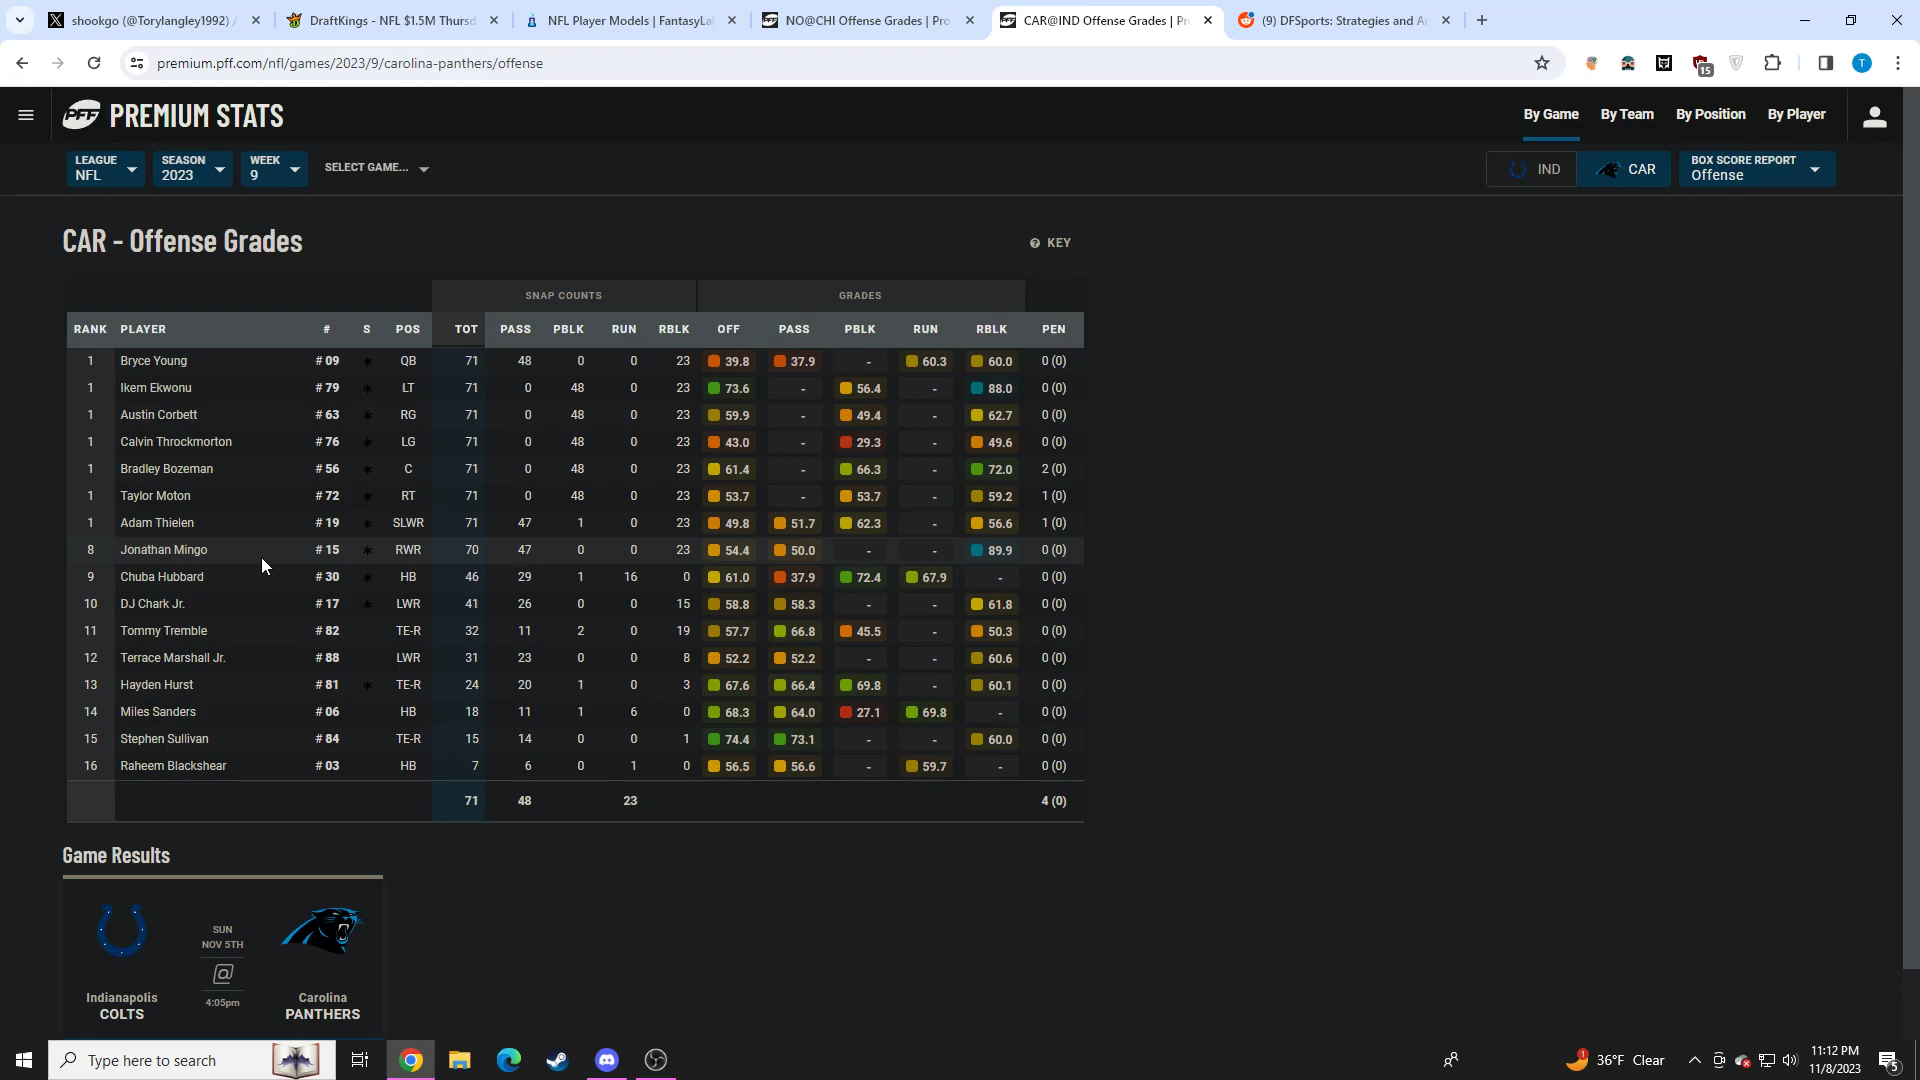 shookgo (@Torylangley1992) /
DraftKings - NFL $1.5M Thursd
NFL Player Models | FantasyLa
NO@CHI Offense Grades | Pro
CAR@IND Offense Grades | Pr
(9) DFSports: Strategies and A
premium.pff.com/nfl/games/2023/9/carolina-panthers/offense
15
T
PFF PREMIUM STATS
By Game By Team By Position By Player
LEAGUE NFL
SEASON 2023
WEEK 9
SELECT GAME...
IND
CAR
BOX SCORE REPORT
Offense
CAR - Offense Grades
KEY
SNAP COUNTS GRADES
RANK PLAYER # S POS TOT PASS PBLK RUN RBLK OFF PASS PBLK RUN RBLK PEN
1 Bryce Young #09 * QB 71 48 0 0 23 39.8 37.9 - 60.3 60.0 0 (0)
1 Ikem Ekwonu #79 * LT 71 0 48 0 23 73.6 - 56.4 - 88.0 0 (0)
1 Austin Corbett #63 * RG 71 0 48 0 23 59.9 - 49.4 - 62.7 0 (0)
1 Calvin Throckmorton #76 * LG 71 0 48 0 23 43.0 - 29.3 - 49.6 0 (0)
1 Bradley Bozeman #56 * C 71 0 48 0 23 61.4 - 66.3 - 72.0 2 (0)
1 Taylor Moton #72 * RT 71 0 48 0 23 53.7 - 53.7 - 59.2 1 (0)
1 Adam Thielen #19 * SLWR 71 47 1 0 23 49.8 51.7 62.3 - 56.6 1 (0)
8 Jonathan Mingo #15 * RWR 70 47 0 0 23 54.4 50.0 - - 89.9 0 (0)
9 Chuba Hubbard #30 * HB 46 29 1 16 0 61.0 37.9 72.4 67.9 - 0 (0)
10 DJ Chark Jr. #17 * LWR 41 26 0 0 15 58.8 58.3 - - 61.8 0 (0)
11 Tommy Tremble #82 TE-R 32 11 2 0 19 57.7 66.8 45.5 - 50.3 0 (0)
12 Terrace Marshall Jr. #88 LWR 31 23 0 0 8 52.2 52.2 - - 60.6 0 (0)
13 Hayden Hurst #81 * TE-R 24 20 1 0 3 67.6 66.4 69.8 - 60.1 0 (0)
14 Miles Sanders #06 HB 18 11 1 6 0 68.3 64.0 27.1 69.8 - 0 (0)
15 Stephen Sullivan #84 TE-R 15 14 0 0 1 74.4 73.1 - - 60.0 0 (0)
16 Raheem Blackshear #03 HB 7 6 0 1 0 56.5 56.6 - 59.7 - 0 (0)
71 48 23 4 (0)
Game Results
SUN
NOV 5TH
@
4:05pm
Indianapolis
COLTS
Carolina
PANTHERS
Type here to search
1
36°F Clear
11:12 PM
11/8/2023
5